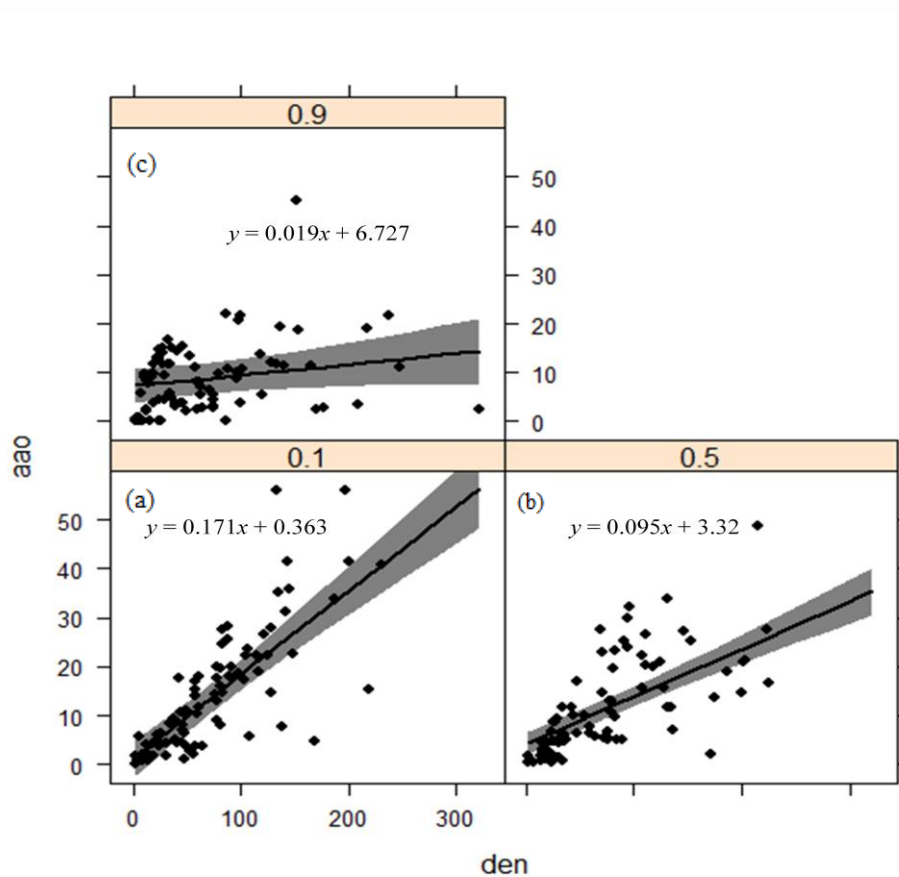 0.9
(c)
y = 0.019x + 6.727
50
40
30
20
10
0
aao
0.1
0.5
(a)
y = 0.171x + 0.363
(b)
y = 0.095x + 3.32
50
40
30
20
10
0
0 100 200 300
den